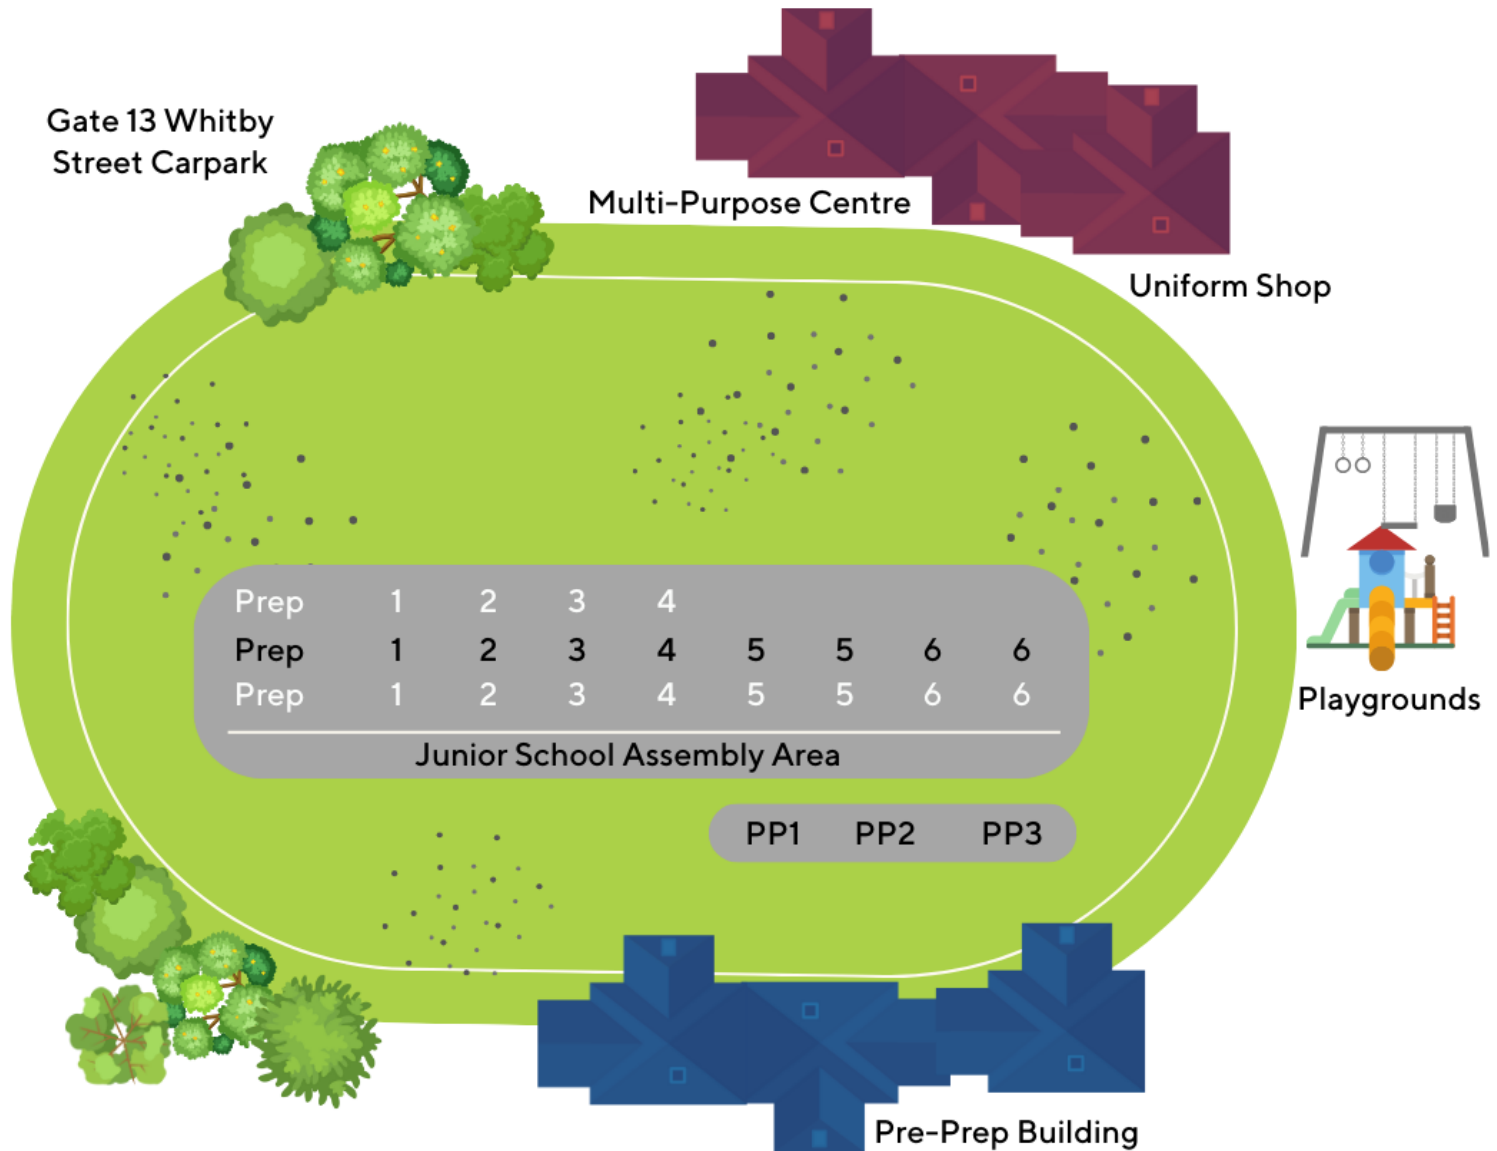 Gate 13 Whitby
Street Carpark
Multi-Purpose Centre
Uniform Shop
Prep 1 2 3 4
Prep 1 2 3 4 5 5 6 6
Prep 1 2 3 4 5 5 6 6
Playgrounds
Junior School Assembly Area
PP1 PP2 PP3
Pre-Prep Building